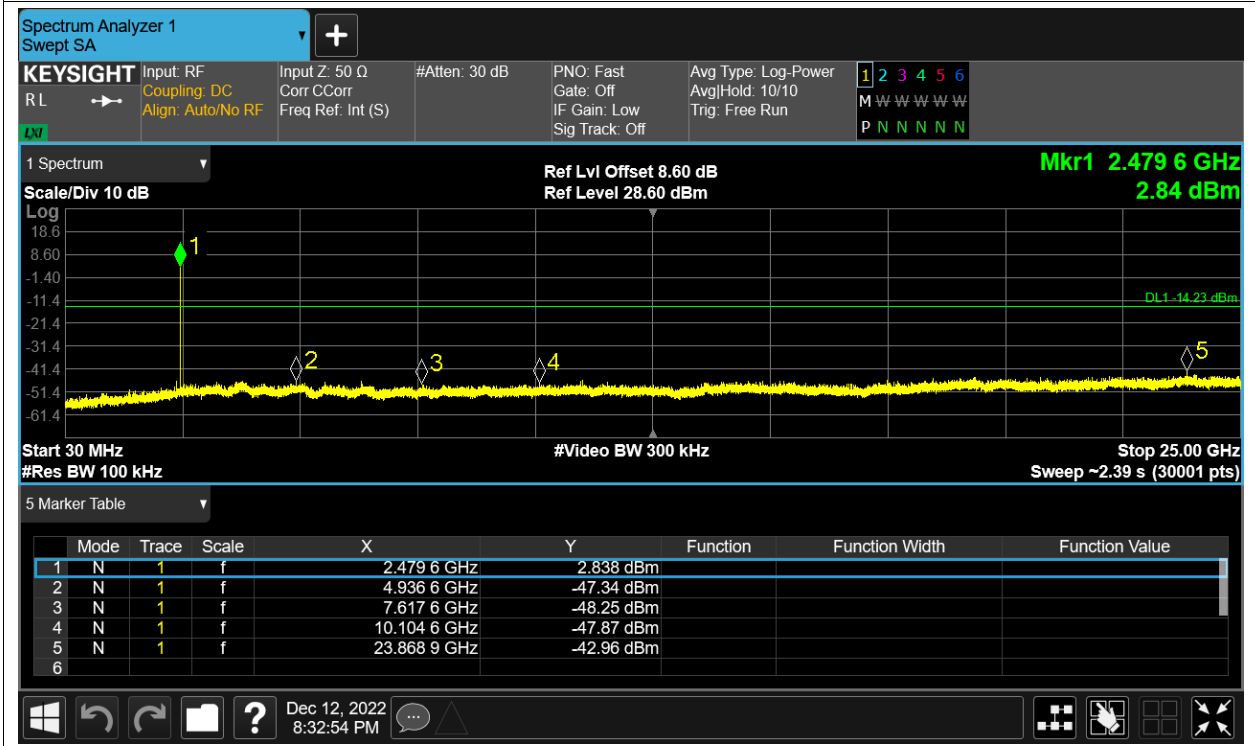 Spectrum Analyzer 1
Swept SA
+
KEYSIGHT Input: RF Input Z: 50 Ω #Atten: 30 dB PNO: Fast Avg Type: Log-Power 1 2 3 4 5 6
R L Coupling: DC Corr CCorr Gate: Off Avg|Hold: 10/10 M W W W W W W
Align: Auto/No RF Freq Ref: Int (S) IF Gain: Low Trig: Free Run
LXI Sig Track: Off P N N N N N N
1 Spectrum Ref Lvl Offset 8.60 dB Mkr1 2.479 6 GHz
Scale/Div 10 dB Ref Level 28.60 dBm 2.84 dBm
Log
18.6
8.60 1
-1.40
-11.4 DL1 -14.23 dBm
-21.4
-31.4
-41.4 2 3 4 5
-51.4
-61.4
Start 30 MHz #Video BW 300 kHz Stop 25.00 GHz
#Res BW 100 kHz Sweep ~2.39 s (30001 pts)
5 Marker Table
Mode Trace Scale X Y Function Function Width Function Value
1 N 1 f 2.479 6 GHz 2.838 dBm
2 N 1 f 4.936 6 GHz -47.34 dBm
3 N 1 f 7.617 6 GHz -48.25 dBm
4 N 1 f 10.104 6 GHz -47.87 dBm
5 N 1 f 23.868 9 GHz -42.96 dBm
6
? Dec 12, 2022
8:32:54 PM